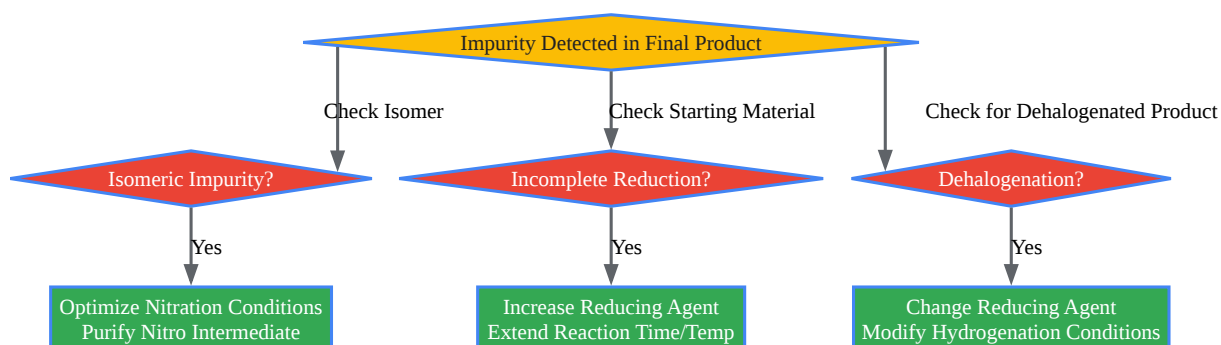 Impurity Detected in Final Product
Check Isomer
Check Starting Material
Check for Dehalogenated Product
Isomeric Impurity?
Incomplete Reduction?
Dehalogenation?
Yes
Yes
Yes
Optimize Nitration Conditions
Purify Nitro Intermediate
Increase Reducing Agent
Extend Reaction Time/Temp
Change Reducing Agent
Modify Hydrogenation Conditions